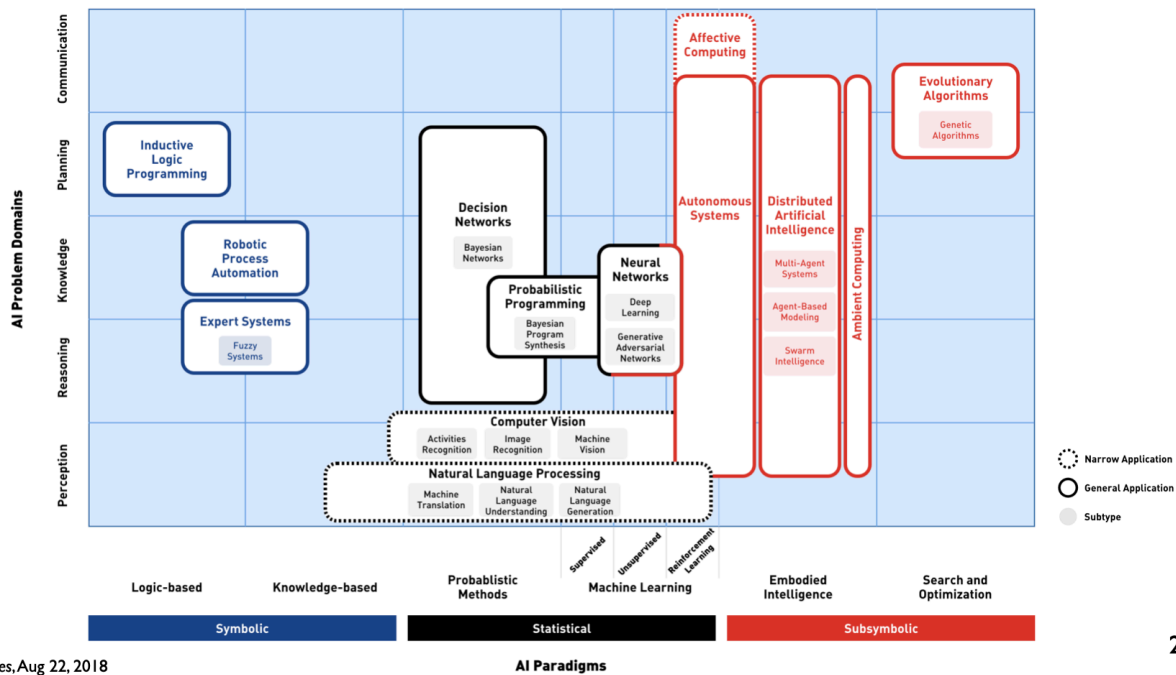 Communication
Planning
Knowledge
Reasoning
Perception
AI Problem Domains
Affective
Computing
Evolutionary
Algorithms
Genetic
Algorithms
Inductive
Logic
Programming
Decision
Networks
Bayesian
Networks
Autonomous
Systems
Distributed
Artificial
Intelligence
Multi-Agent
Systems
Agent-Based
Modeling
Swarm
Intelligence
Ambient Computing
Robotic
Process
Automation
Neural
Networks
Deep
Learning
Generative
Adversarial
Networks
Probabilistic
Programming
Bayesian
Program
Synthesis
Expert Systems
Fuzzy
Systems
Computer Vision
Activities
Recognition
Image
Recognition
Machine
Vision
Natural Language Processing
Machine
Translation
Natural
Language
Understanding
Natural
Language
Generation
Narrow Application
General Application
Subtype
Supervised
Unsupervised
Reinforcement
Learning
Logic-based
Knowledge-based
Probablistic
Methods
Machine Learning
Embodied
Intelligence
Search and
Optimization
Symbolic
Statistical
Subsymbolic
AI Paradigms
es, Aug 22, 2018
2